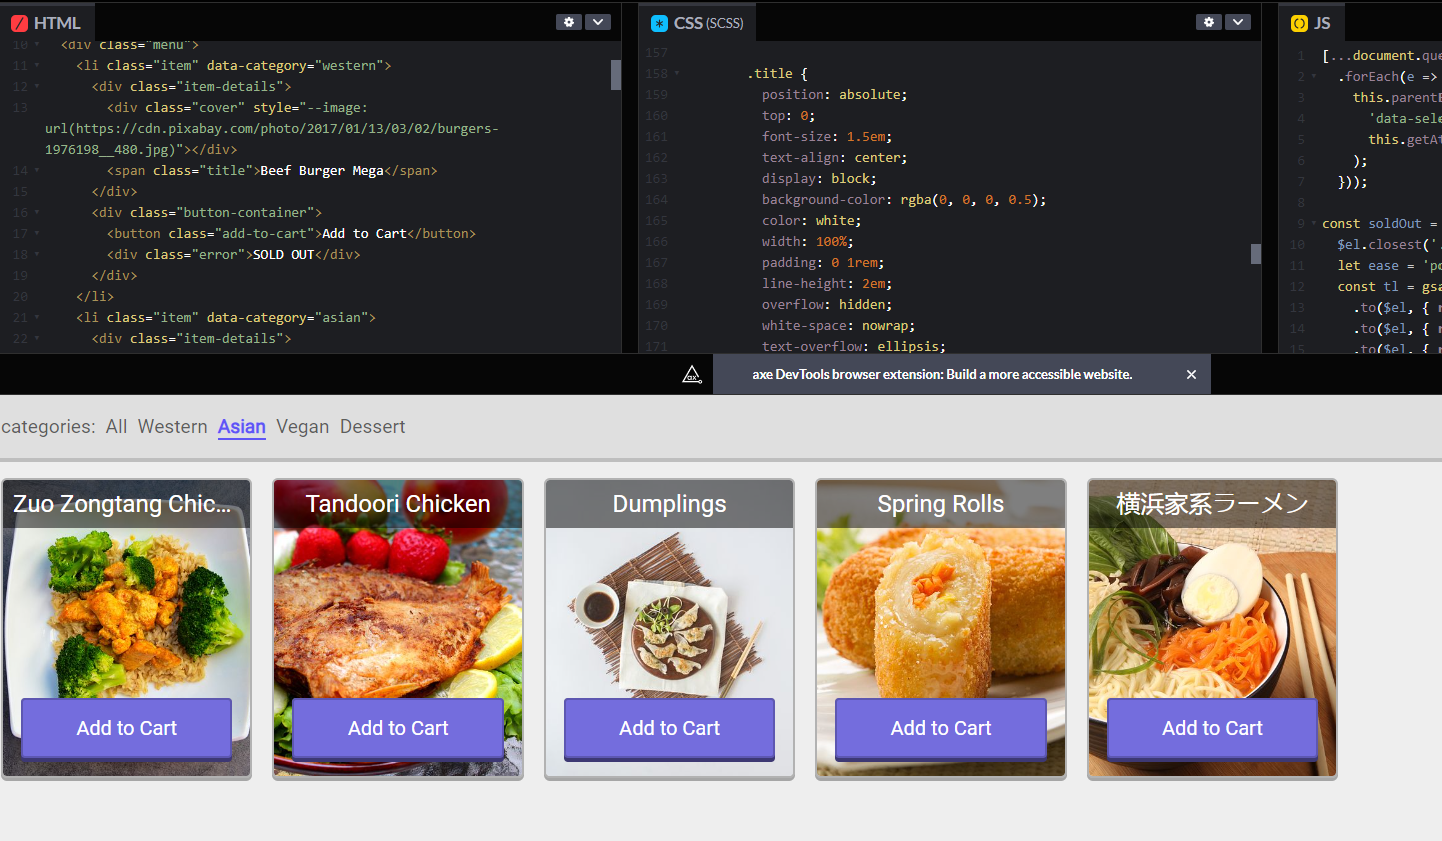 HTML
10 <div class="menu">
11 <li class="item" data-category="western">
12 <div class="item-details">
13 <div class="cover" style="--image:
url(https://cdn.pixabay.com/photo/2017/01/13/03/02/burgers-
1976198__480.jpg)"></div>
14 <span class="title">Beef Burger Mega</span>
15 </div>
16 <div class="button-container">
17 <button class="add-to-cart">Add to Cart</button>
18 <div class="error">SOLD OUT</div>
19 </div>
20 </li>
21 <li class="item" data-category="asian">
22 <div class="item-details">
CSS (SCSS)
157
158 .title {
159 position: absolute;
160 top: 0;
161 font-size: 1.5em;
162 text-align: center;
163 display: block;
164 background-color: rgba(0, 0, 0, 0.5);
165 color: white;
166 width: 100%;
167 padding: 0 1rem;
168 line-height: 2em;
169 overflow: hidden;
170 white-space: nowrap;
171 text-overflow: ellipsis;
JS
1 [...document.que
2 .forEach(e =>
3 this.parentE
4 'data-sele
5 this.getAt
6 );
7 }));
8
9 const soldOut =
10 $el.closest('.
11 let ease = 'po
12 const tl = gsa
13 .to($el, { r
14 .to($el, { r
15 .to($el, { r
ax
axe DevTools browser extension: Build a more accessible website. ×
categories: All Western Asian Vegan Dessert
Zuo Zongtang Chic...
Add to Cart
Tandoori Chicken
Add to Cart
Dumplings
Add to Cart
Spring Rolls
Add to Cart
横浜家系ラーメン
Add to Cart